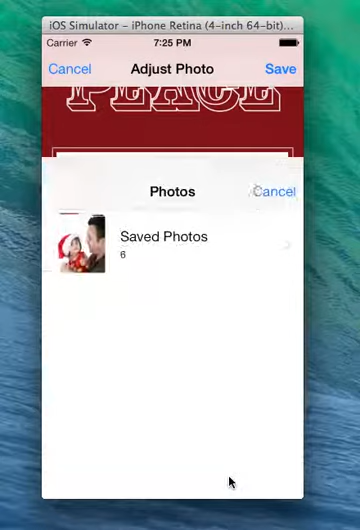 iOS Simulator – iPhone Retina (4-inch 64-bit)...
Carrier 7:25 PM
Cancel Adjust Photo Save
PEACE
Photos Cancel
Saved Photos
6